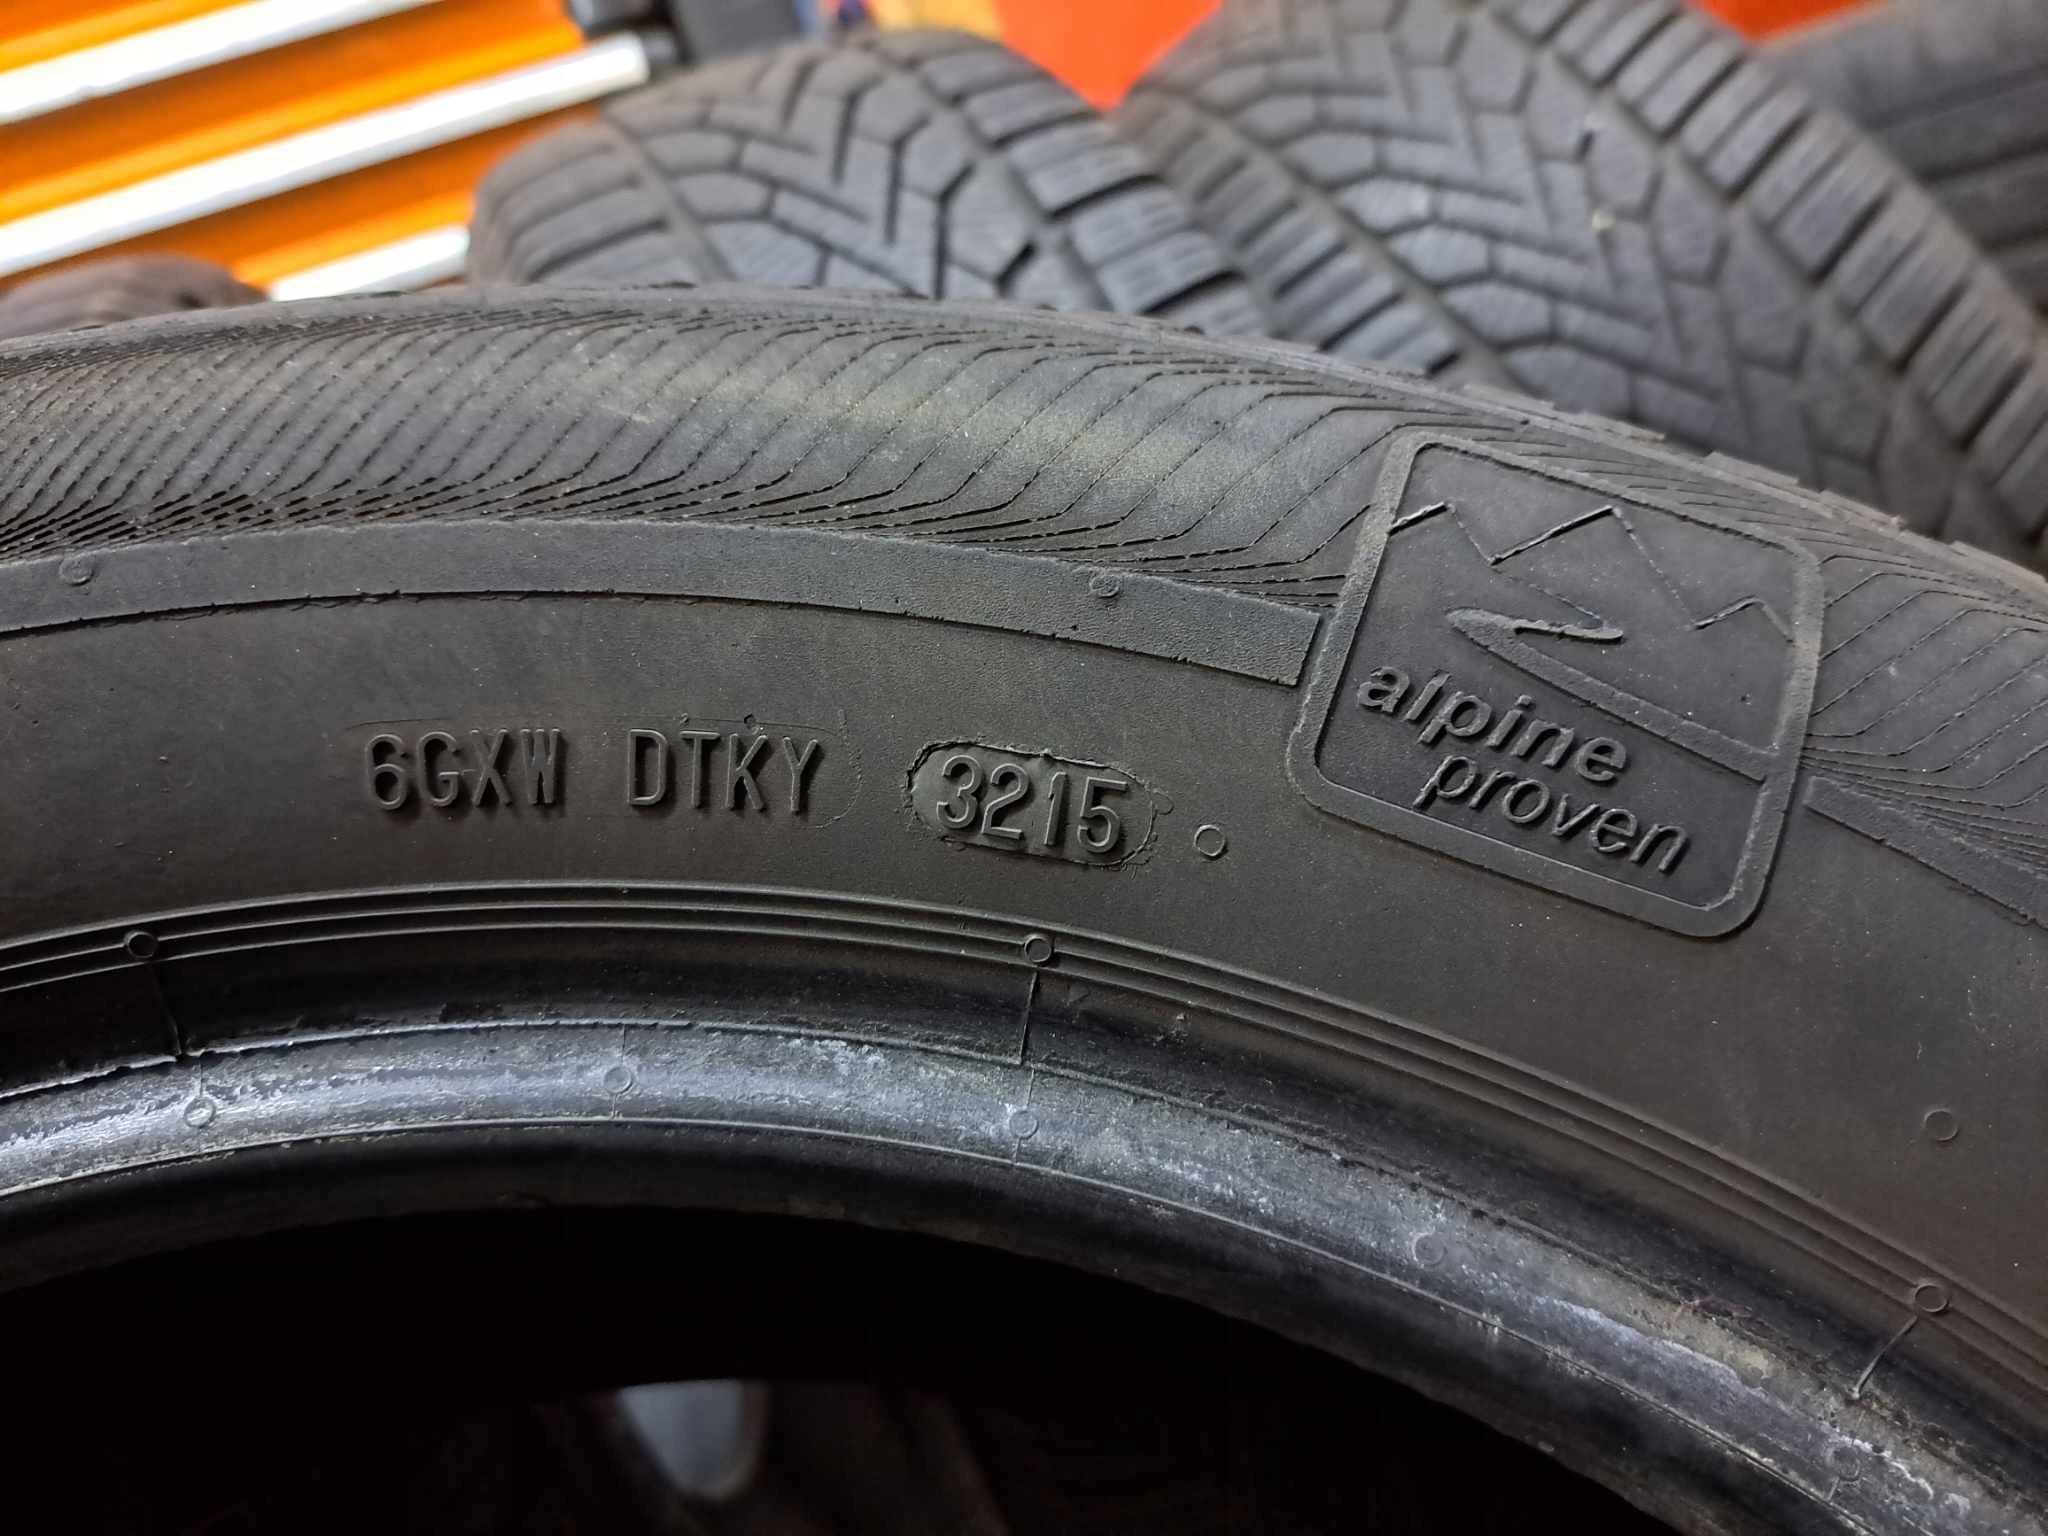 6GXW DTKY 3215
alpine
proven